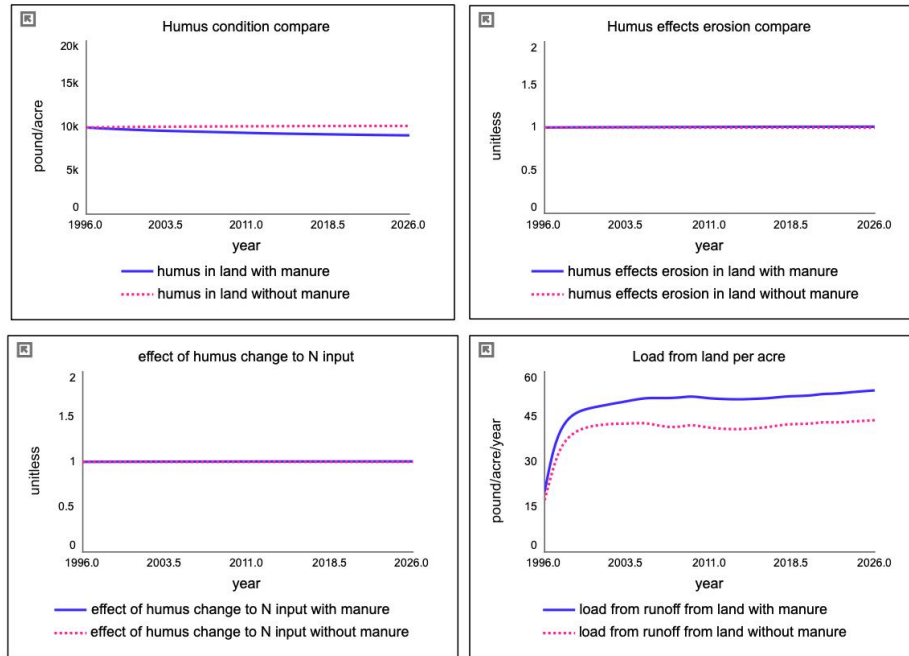 Humus condition compare
20k
15k
10k
5k
0
pound/acre
1996.0 2003.5 2011.0 2018.5 2026.0
year
humus in land with manure
humus in land without manure
Humus effects erosion compare
2
1.5
1
0.5
0
unitless
1996.0 2003.5 2011.0 2018.5 2026.0
year
humus effects erosion in land with manure
humus effects erosion in land without manure
effect of humus change to N input
2
1.5
1
0.5
0
unitless
1996.0 2003.5 2011.0 2018.5 2026.0
year
effect of humus change to N input with manure
effect of humus change to N input without manure
Load from land per acre
60
45
30
15
0
pound/acre/year
1996.0 2003.5 2011.0 2018.5 2026.0
year
load from runoff from land with manure
load from runoff from land without manure